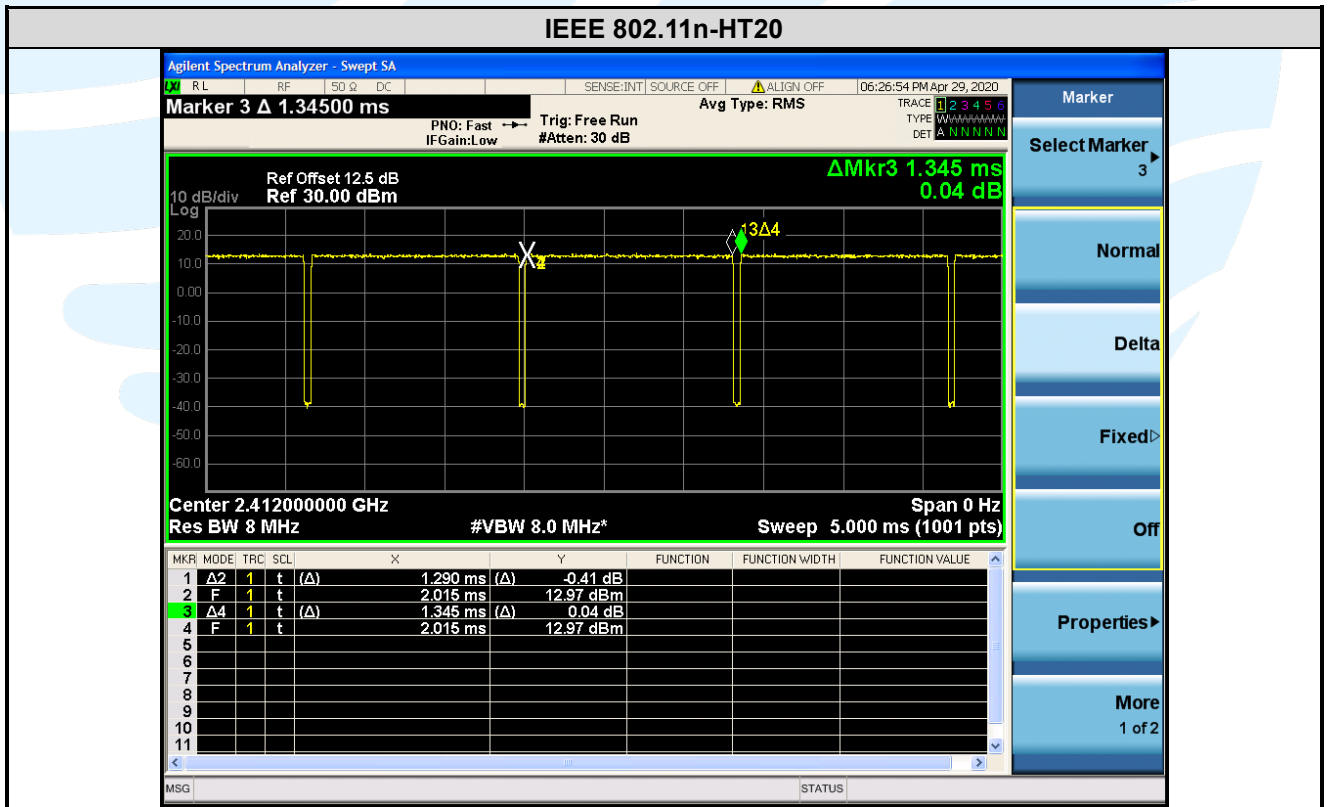 IEEE 802.11n-HT20
Agilent Spectrum Analyzer - Swept SA
LXI RL RF 50 Ω DC SENSE:INT SOURCE OFF ALIGN OFF 06:26:54 PM Apr 29, 2020
Marker 3 Δ 1.34500 ms
PNO: Fast
IFGain:Low
Trig: Free Run
#Atten: 30 dB
Avg Type: RMS
TRACE 1 2 3 4 5 6
TYPE
DET A N N N N N
ΔMkr3 1.345 ms
0.04 dB
Ref Offset 12.5 dB
10 dB/div Ref 30.00 dBm
Log
20.0
10.0
0.00
-10.0
-20.0
-30.0
-40.0
-50.0
-60.0
13Δ4
Center 2.412000000 GHz Span 0 Hz
Res BW 8 MHz #VBW 8.0 MHz* Sweep 5.000 ms (1001 pts)
MKR MODE TRC SCL X Y FUNCTION FUNCTION WIDTH FUNCTION VALUE
1 Δ2 1 t (Δ) 1.290 ms (Δ) -0.41 dB
2 F 1 t 2.015 ms 12.97 dBm
3 Δ4 1 t (Δ) 1.345 ms (Δ) 0.04 dB
4 F 1 t 2.015 ms 12.97 dBm
5
6
7
8
9
10
11
MSG STATUS
Marker
Select Marker
3
Normal
Delta
Fixed
Off
Properties
More
1 of 2